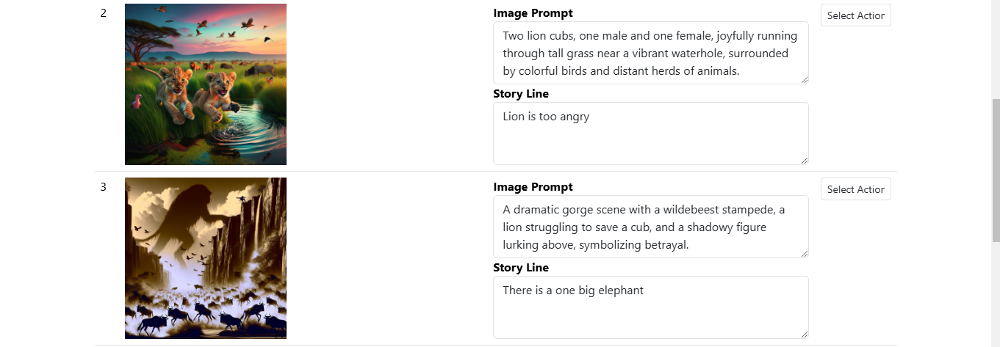 2
Image Prompt
Select Action
Two lion cubs, one male and one female, joyfully running
through tall grass near a vibrant waterhole, surrounded
by colorful birds and distant herds of animals.
Story Line
Lion is too angry
3
Image Prompt
Select Action
A dramatic gorge scene with a wildebeest stampede, a
lion struggling to save a cub, and a shadowy figure
lurking above, symbolizing betrayal.
Story Line
There is a one big elephant